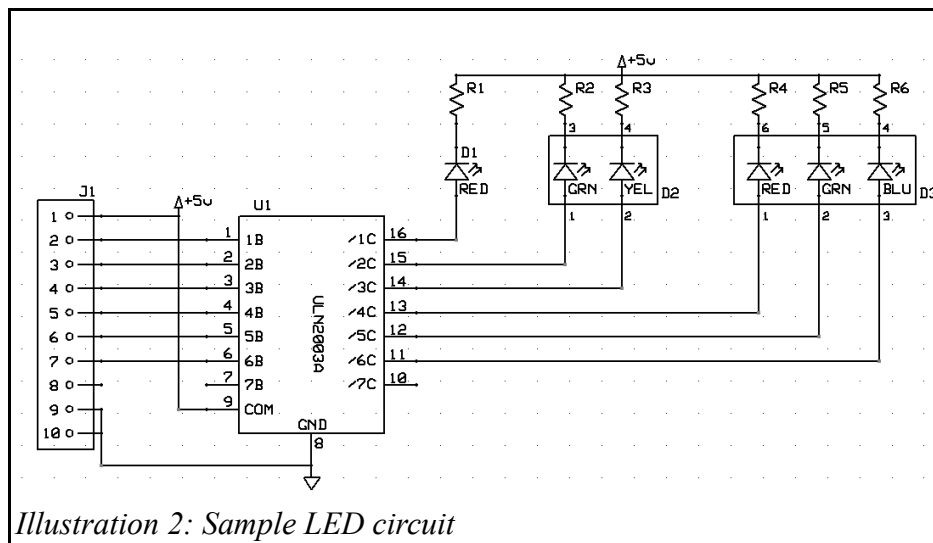 +5v
R1 R2 R3 R4 R5 R6
3 4 6 5 4
D1
RED GRN YEL D2 RED GRN BLU D3
1 2 1 2 3
J1
+5v
U1
1
2 1 1B /1C 16
3 2 2B /2C 15
4 3 3B /3C 14
5 4 4B /4C 13
6 5 5B /5C 12
7 6 6B /6C 11
8 7 7B /7C 10
9 9 COM
10
ULN2003A
GND
8
Illustration 2: Sample LED circuit